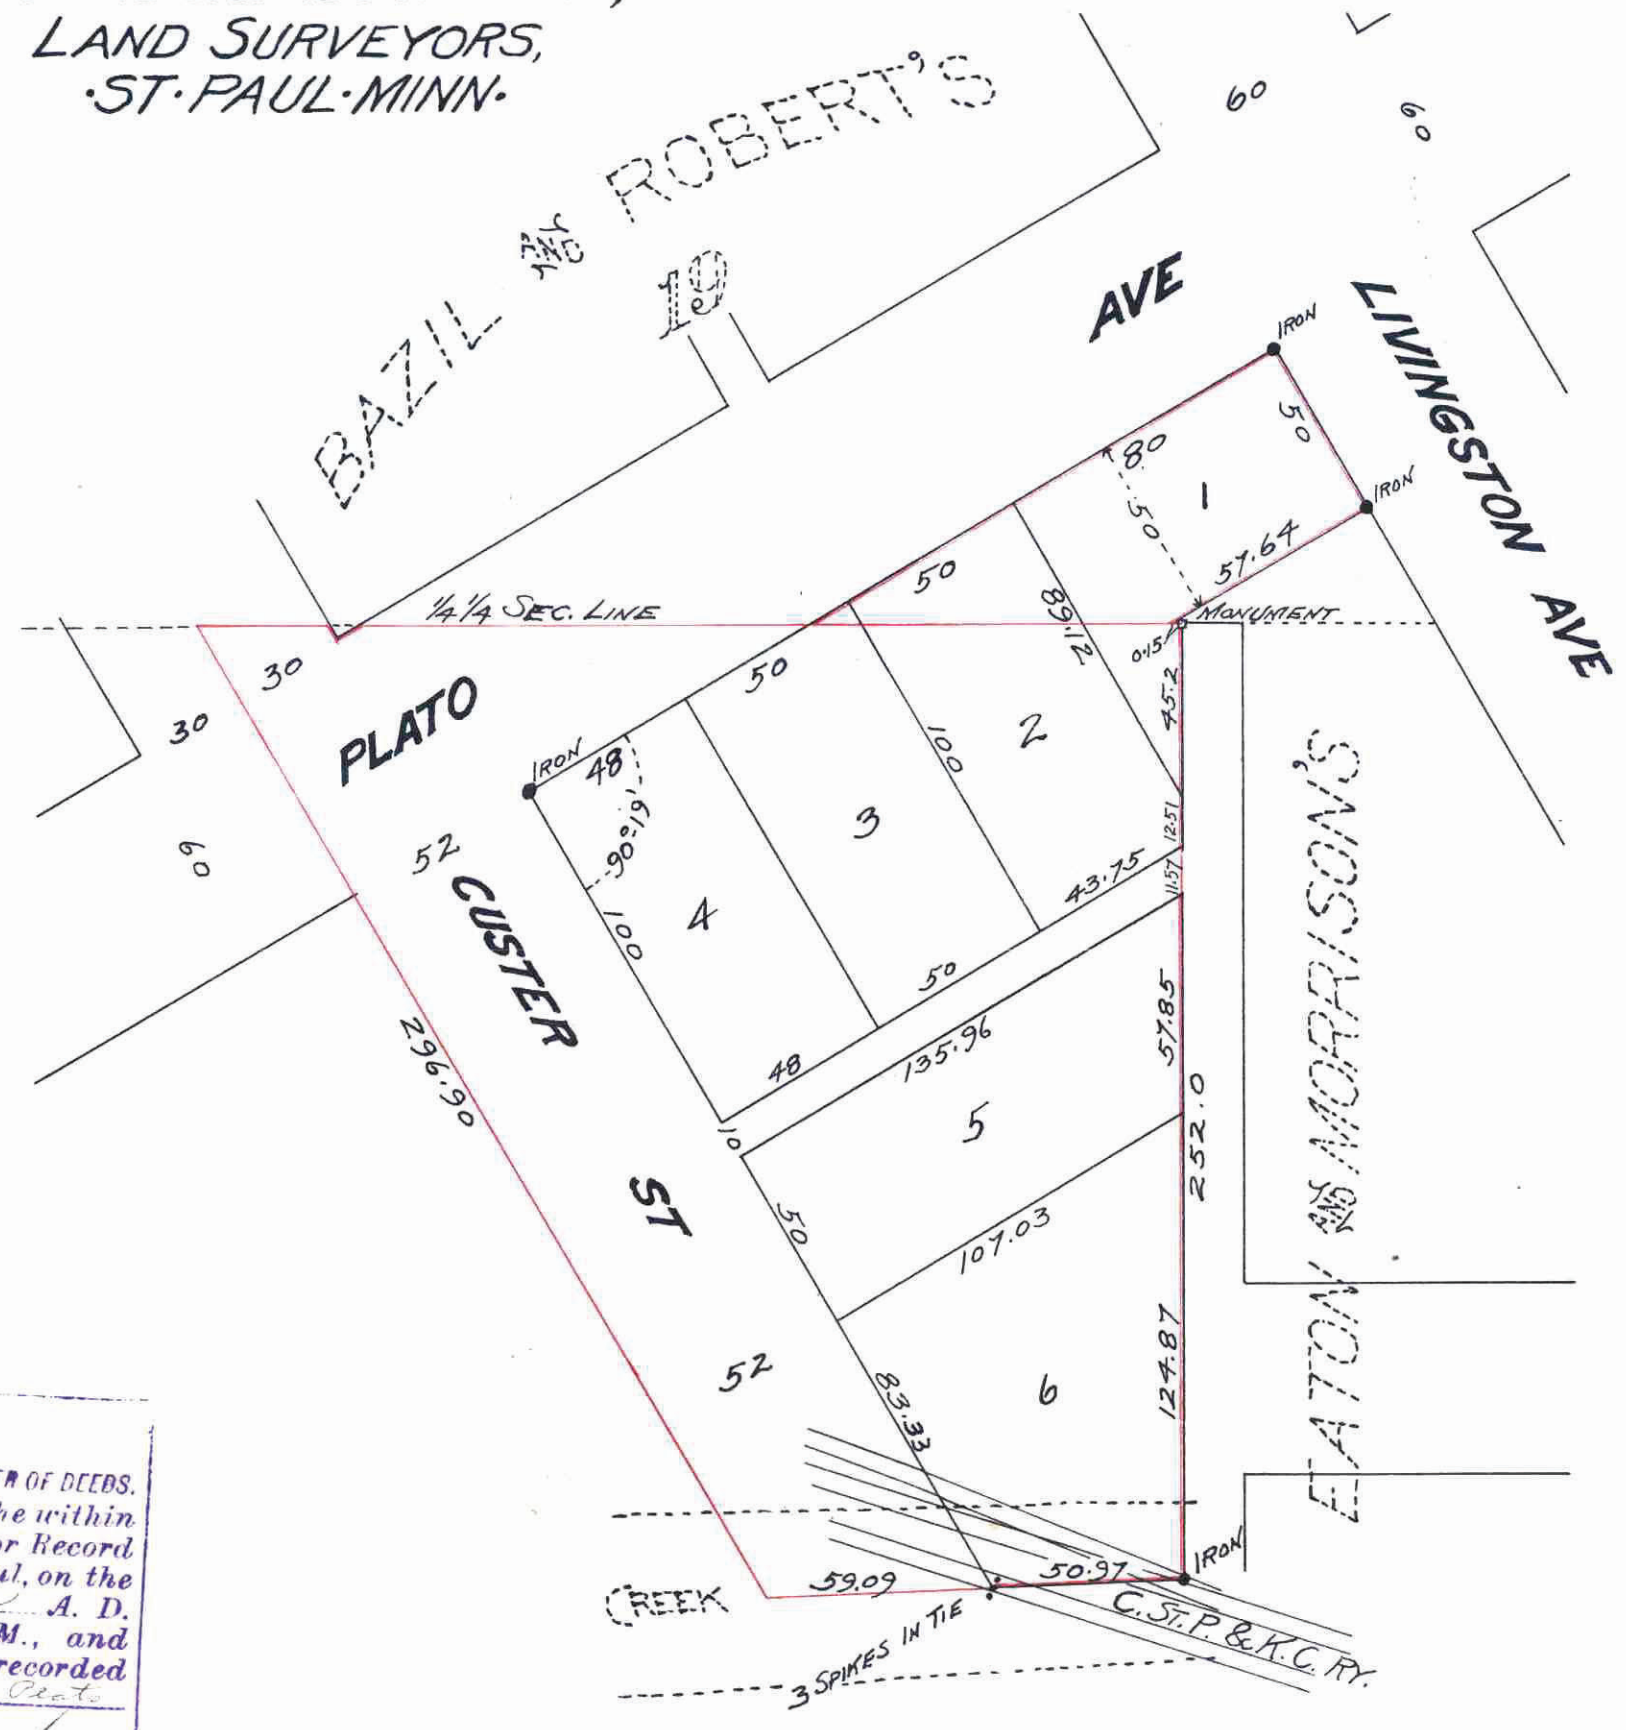 LAND SURVEYORS,
·ST·PAUL·MINN·
BAZIL AND ROBERT'S
19
60
60
AVE
LIVINGSTON AVE
IRON
50
80
1
50
IRON
57.64
50
¼ ¼ SEC. LINE
MONUMENT
89.12
0.15
45.2
30
30
50
PLATO
2
100
IRON
48
90°19'
12.51
3
60
52
CUSTER
43.75
11.57
4
100
50
57.85
EATON AND MORRISON'S
296.90
135.96
48
5
10
252.0
ST
50
107.03
124.87
52
6
83.33
IRON
59.09
50.97
CREEK
3 SPIKES IN TIE
C. ST. P. & K. C. RY.
ER OF DEEDS.
he within
or Record
ul, on the
A. D.
M., and
recorded
Plats